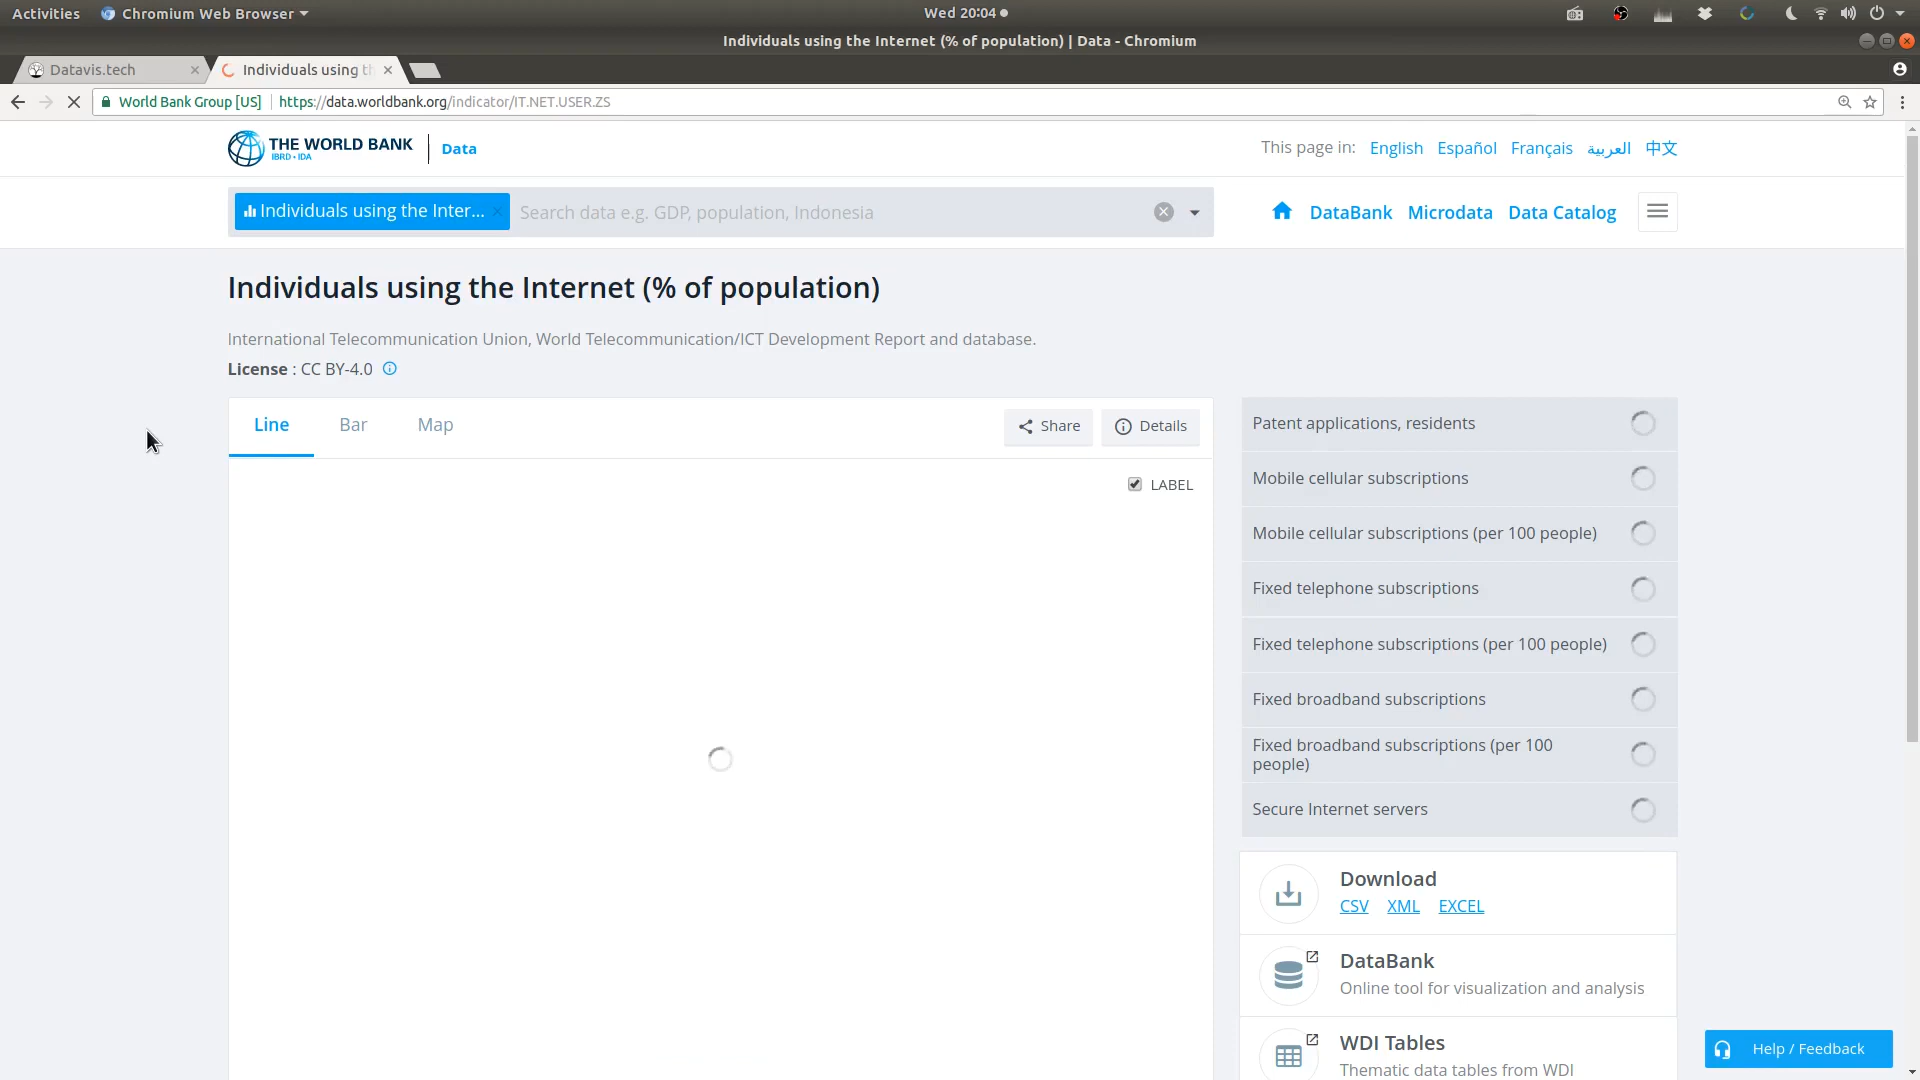 Activities Chromium Web Browser Wed 20:04
Individuals using the Internet (% of population) | Data - Chromium
Datavis.tech Individuals using th
World Bank Group [US] https://data.worldbank.org/indicator/IT.NET.USER.ZS
THE WORLD BANK
IBRD • IDA
Data
This page in: English Español Français العربية 中文
Individuals using the Inter... Search data e.g. GDP, population, Indonesia
DataBank Microdata Data Catalog
Individuals using the Internet (% of population)
International Telecommunication Union, World Telecommunication/ICT Development Report and database.
License : CC BY-4.0
Line Bar Map Share Details
LABEL
Patent applications, residents
Mobile cellular subscriptions
Mobile cellular subscriptions (per 100 people)
Fixed telephone subscriptions
Fixed telephone subscriptions (per 100 people)
Fixed broadband subscriptions
Fixed broadband subscriptions (per 100
people)
Secure Internet servers
Download
CSV XML EXCEL
DataBank
Online tool for visualization and analysis
WDI Tables
Thematic data tables from WDI
Help / Feedback